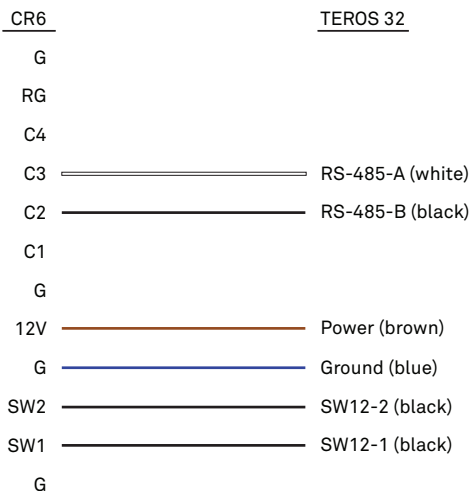 CR6 TEROS 32
G
RG
C4
C3 RS-485-A (white)
C2 RS-485-B (black)
C1
G
12V Power (brown)
G Ground (blue)
SW2 SW12-2 (black)
SW1 SW12-1 (black)
G